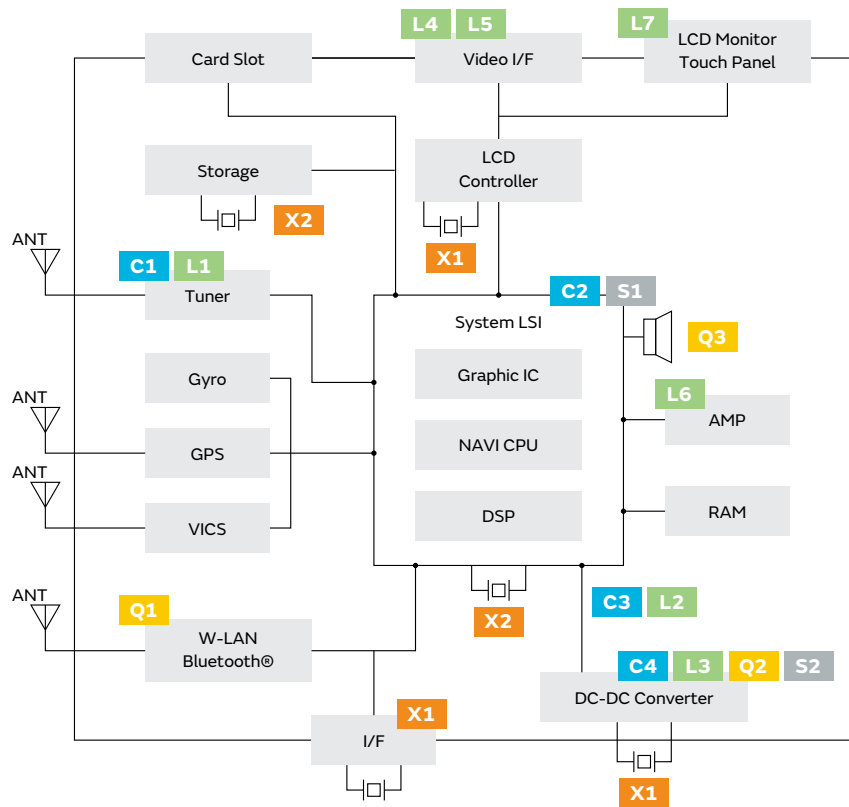 L4 L5
L7
Card Slot
Video I/F
LCD Monitor
Touch Panel
Storage
LCD
Controller
X2
X1
ANT
C1 L1
Tuner
C2 S1
System LSI
Q3
Gyro
Graphic IC
ANT
L6
AMP
GPS
NAVI CPU
ANT
VICS
DSP
RAM
ANT
Q1
X2
C3 L2
W-LAN
Bluetooth®
C4 L3 Q2 S2
DC-DC Converter
X1
I/F
X1